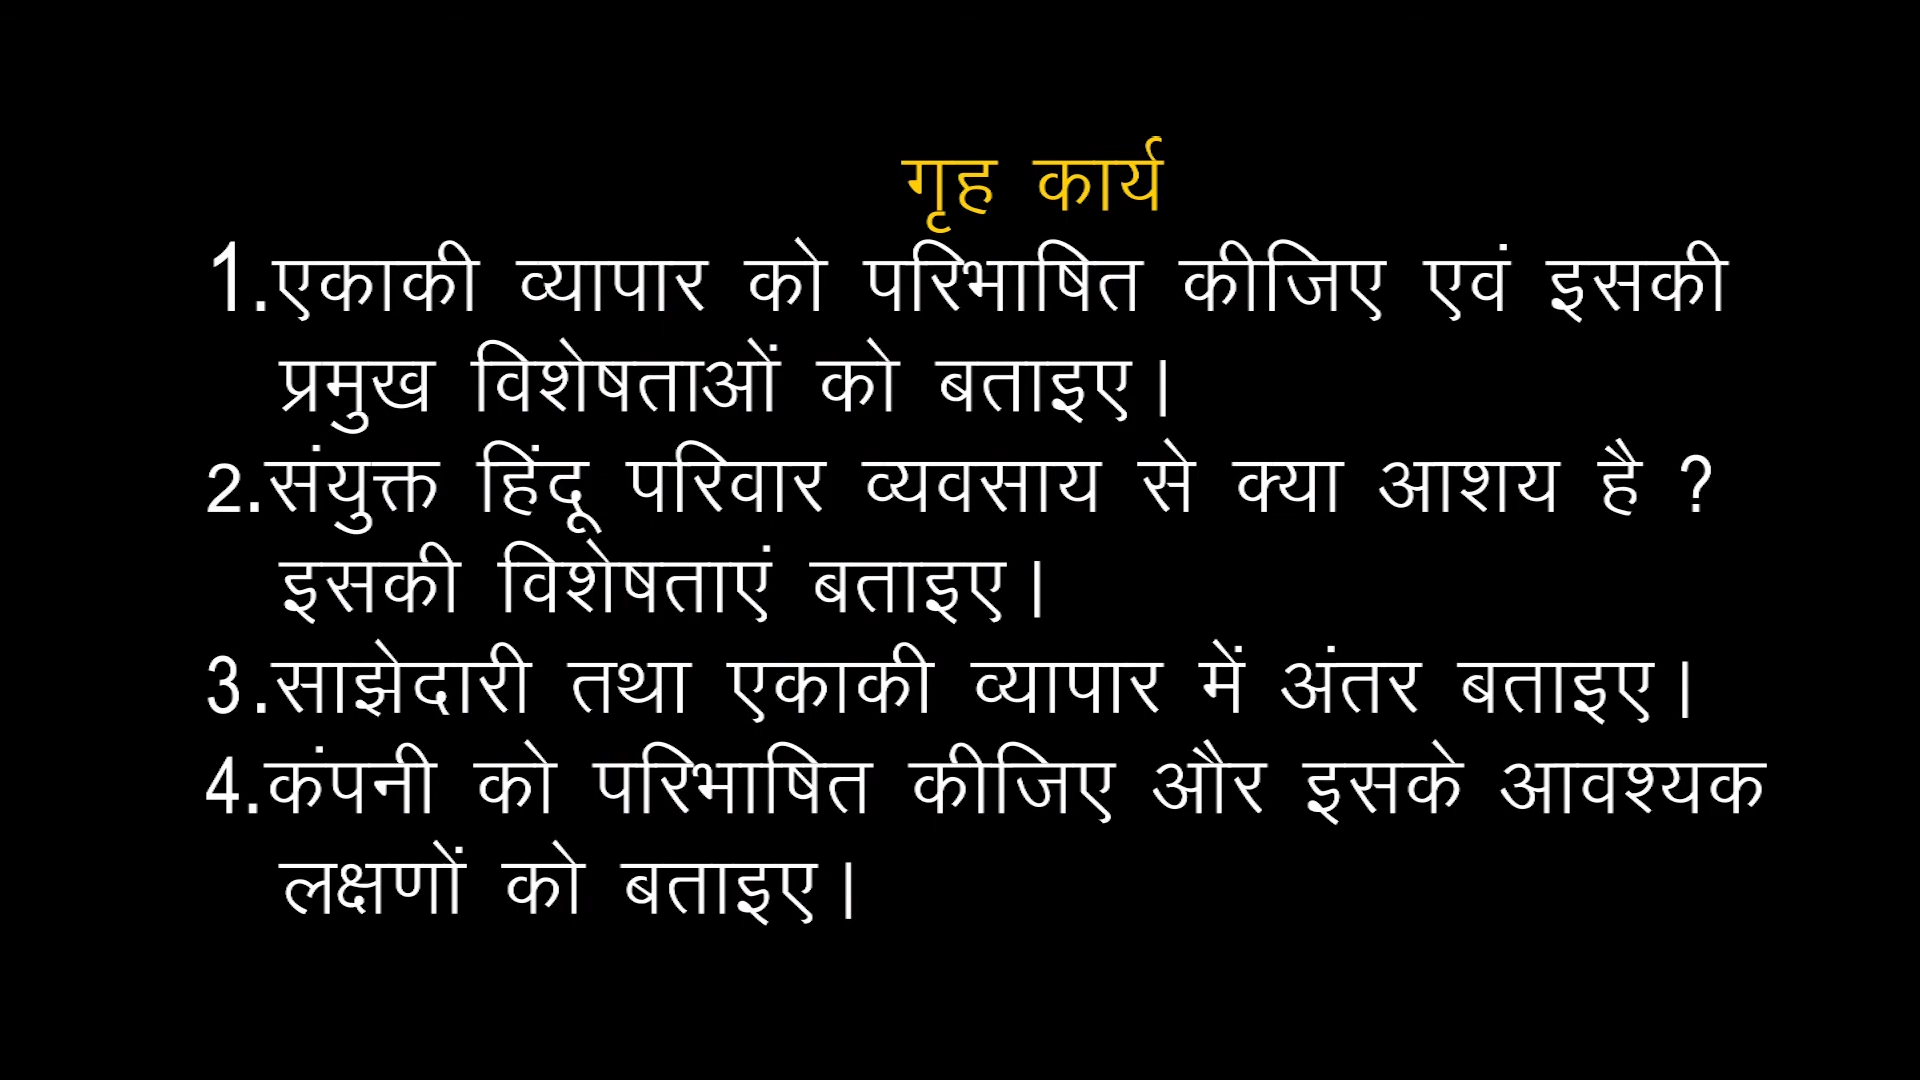 गृह कार्य
1.एकाकी व्यापार को परिभाषित कीजिए एवं इसकी
प्रमुख विशेषताओं को बताइए।
2.संयुक्त हिंदू परिवार व्यवसाय से क्या आशय है ?
इसकी विशेषताएं बताइए।
3.साझेदारी तथा एकाकी व्यापार में अंतर बताइए।
4.कंपनी को परिभाषित कीजिए और इसके आवश्यक
लक्षणों को बताइए।